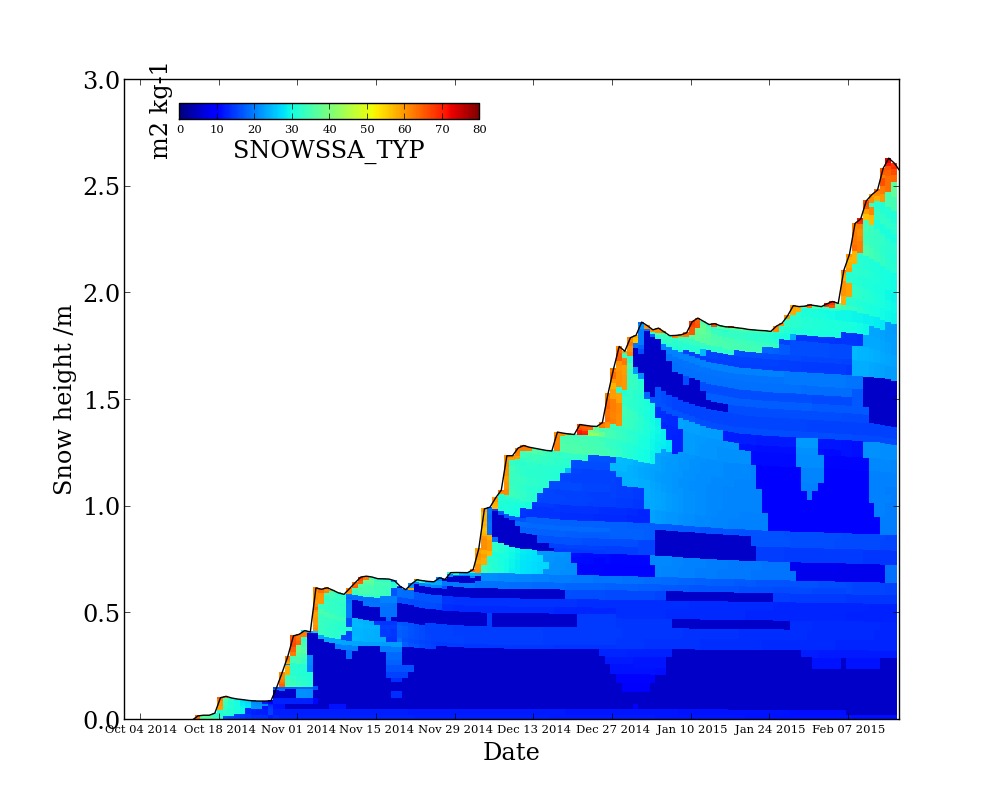 3.0
m2 kg-1
0 10 20 30 40 50 60 70 80
SNOWSSA_TYP
2.5
2.0
Snow height /m
1.5
1.0
0.5
0.0
Oct 04 2014 Oct 18 2014 Nov 01 2014 Nov 15 2014 Nov 29 2014 Dec 13 2014 Dec 27 2014 Jan 10 2015 Jan 24 2015 Feb 07 2015
Date